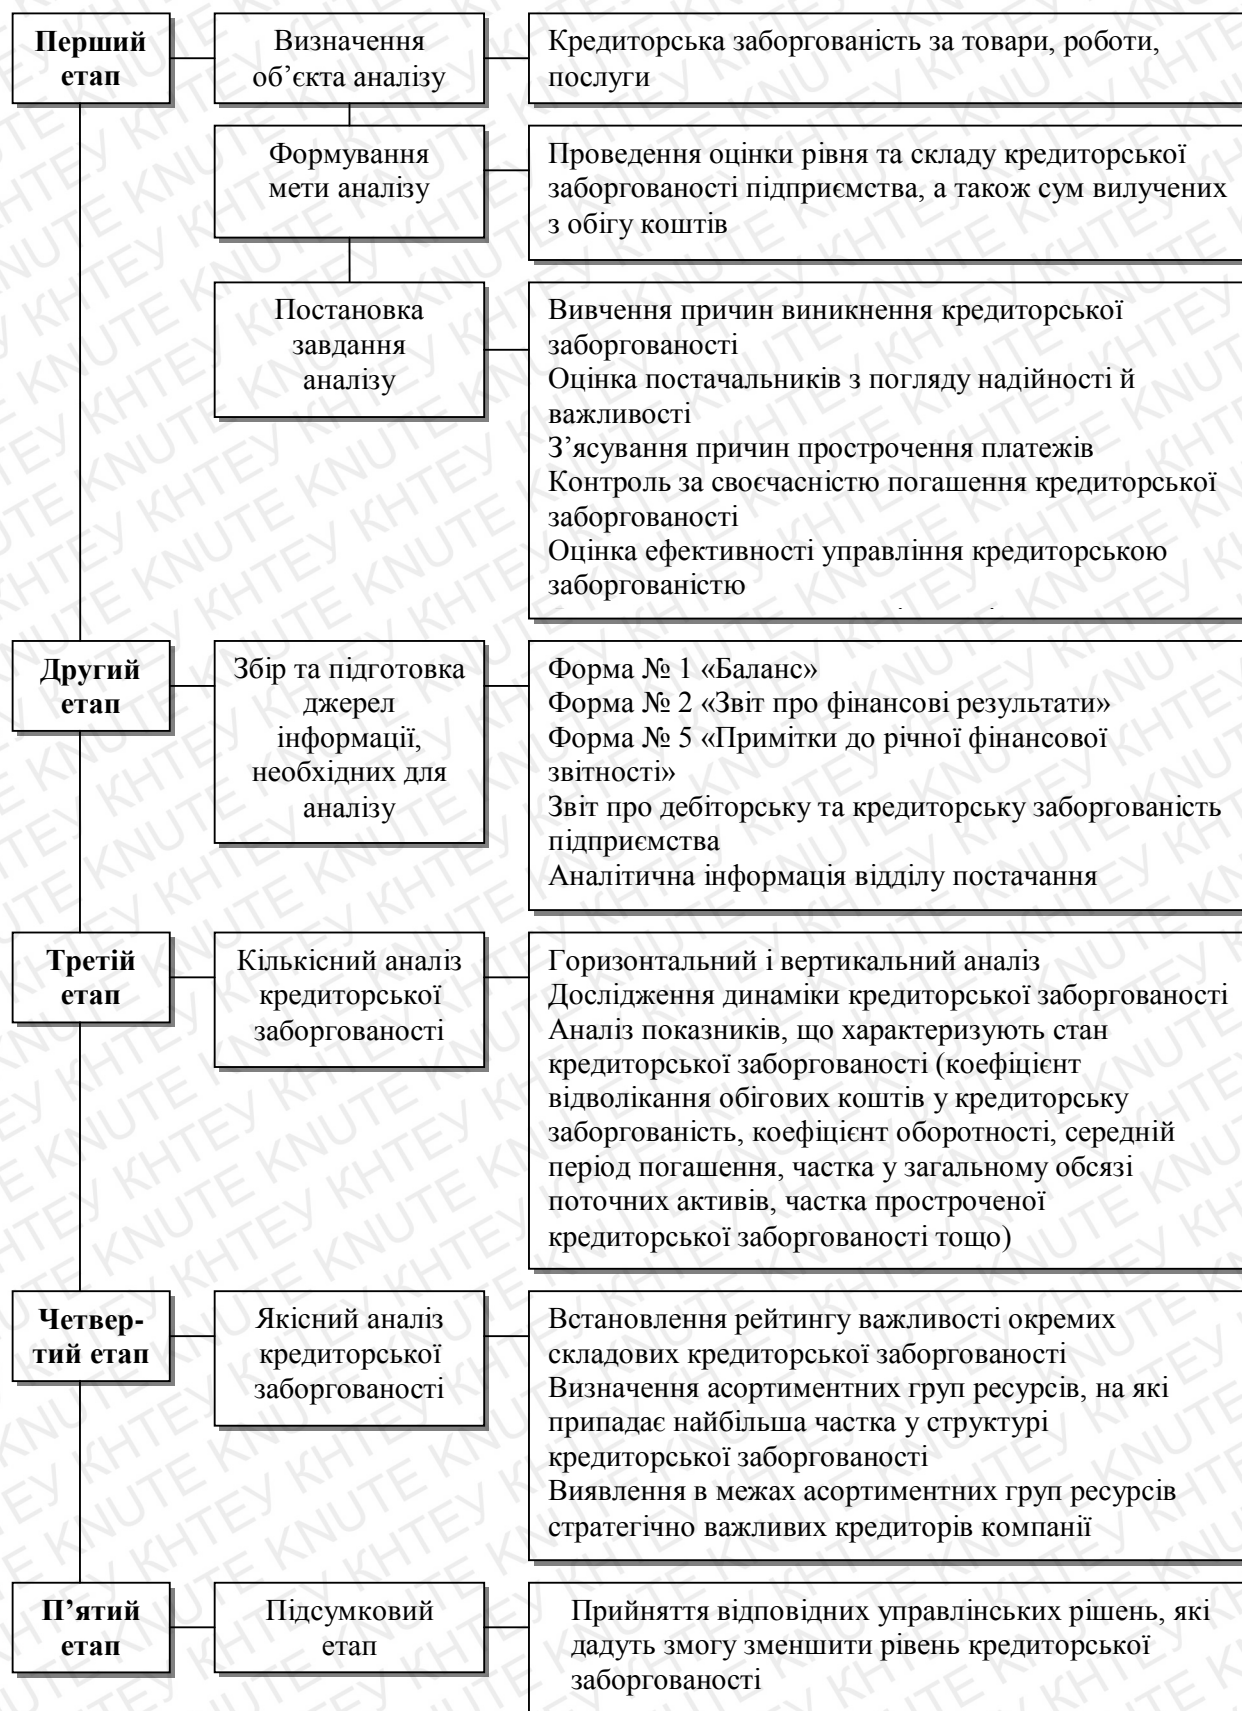 Перший
етап
Визначення
об’єкта аналізу
Кредиторська заборгованість за товари, роботи,
послуги
Формування
мети аналізу
Проведення оцінки рівня та складу кредиторської
заборгованості підприємства, а також сум вилучених
з обігу коштів
Постановка
завдання
аналізу
Вивчення причин виникнення кредиторської
заборгованості
Оцінка постачальників з погляду надійності й
важливості
З’ясування причин прострочення платежів
Контроль за своєчасністю погашення кредиторської
заборгованості
Оцінка ефективності управління кредиторською
заборгованістю
Другий
етап
Збір та підготовка
джерел
інформації,
необхідних для
аналізу
Форма № 1 «Баланс»
Форма № 2 «Звіт про фінансові результати»
Форма № 5 «Примітки до річної фінансової
звітності»
Звіт про дебіторську та кредиторську заборгованість
підприємства
Аналітична інформація відділу постачання
Третій
етап
Кількісний аналіз
кредиторської
заборгованості
Горизонтальний і вертикальний аналіз
Дослідження динаміки кредиторської заборгованості
Аналіз показників, що характеризують стан
кредиторської заборгованості (коефіцієнт
відволікання обігових коштів у кредиторську
заборгованість, коефіцієнт оборотності, середній
період погашення, частка у загальному обсязі
поточних активів, частка простроченої
кредиторської заборгованості тощо)
Четвер-
тий етап
Якісний аналіз
кредиторської
заборгованості
Встановлення рейтингу важливості окремих
складових кредиторської заборгованості
Визначення асортиментних груп ресурсів, на які
припадає найбільша частка у структурі
кредиторської заборгованості
Виявлення в межах асортиментних груп ресурсів
стратегічно важливих кредиторів компанії
П’ятий
етап
Підсумковий
етап
Прийняття відповідних управлінських рішень, які
дадуть змогу зменшити рівень кредиторської
заборгованості